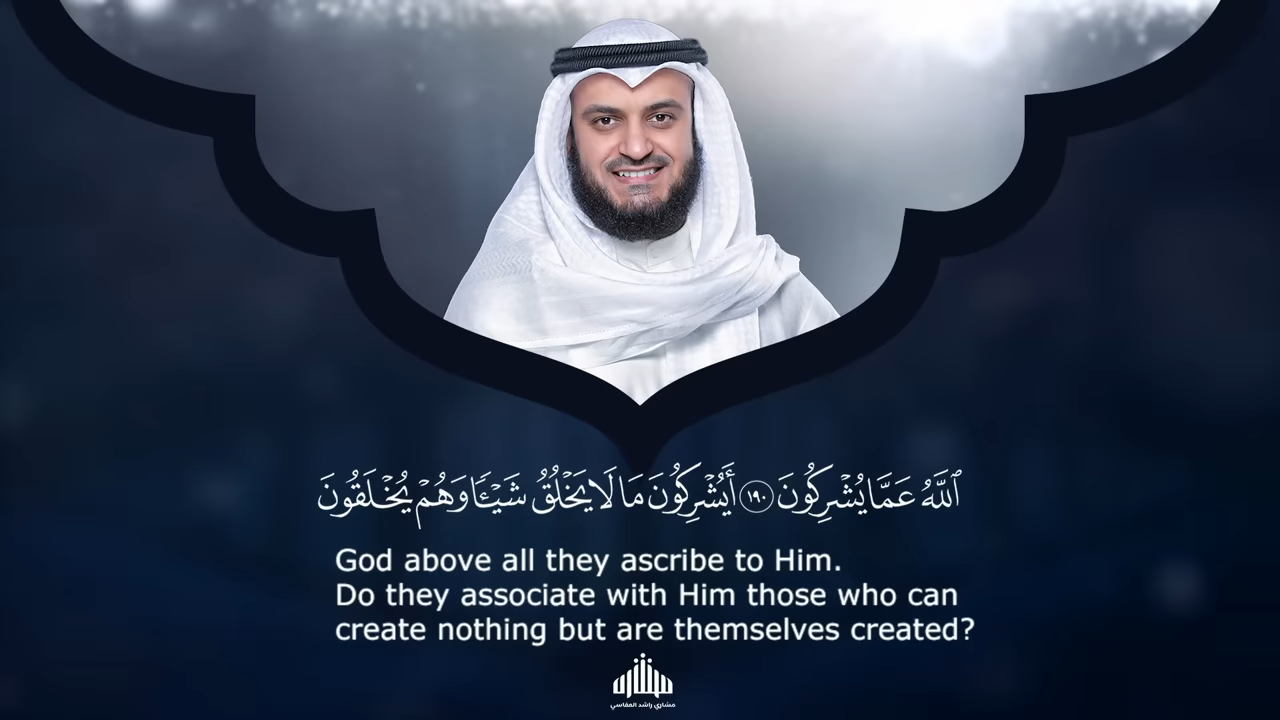 ٱللَّهُ عَمَّا يُشْرِكُونَ ١٩٠ أَيُشْرِكُونَ مَا لَا يَخْلُقُ شَيْـًٔا وَهُمْ يُخْلَقُونَ
God above all they ascribe to Him.
Do they associate with Him those who can
create nothing but are themselves created?
مشاري راشد العفاسي